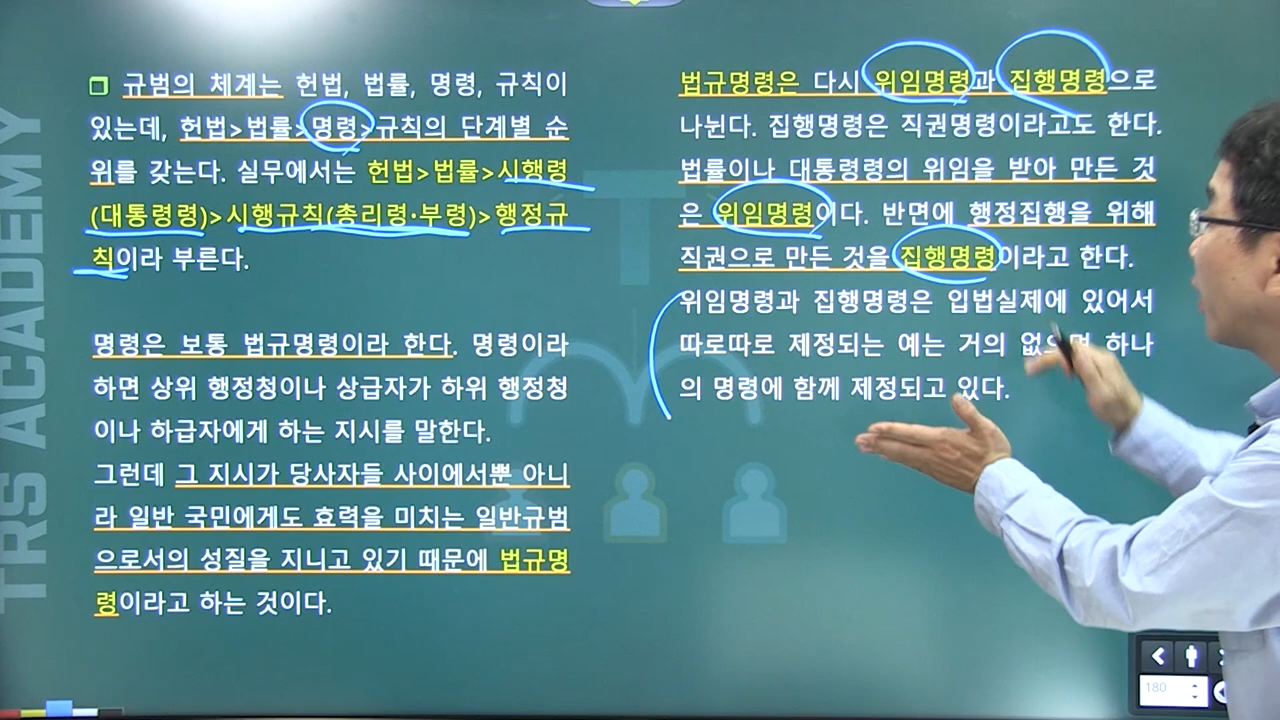 규범의 체계는 헌법, 법률, 명령, 규칙이
있는데, 헌법>법률>명령>규칙의 단계별 순
위를 갖는다. 실무에서는 헌법>법률>시행령
(대통령령)>시행규칙(총리령·부령)>행정규
칙이라 부른다.
명령은 보통 법규명령이라 한다. 명령이라
하면 상위 행정청이나 상급자가 하위 행정청
이나 하급자에게 하는 지시를 말한다.
그런데 그 지시가 당사자들 사이에서뿐 아니
라 일반 국민에게도 효력을 미치는 일반규범
으로서의 성질을 지니고 있기 때문에 법규명
령이라고 하는 것이다.
법규명령은 다시 위임명령과 집행명령으로
나뉜다. 집행명령은 직권명령이라고도 한다.
법률이나 대통령령의 위임을 받아 만든 것
은 위임명령이다. 반면에 행정집행을 위해
직권으로 만든 것을 집행명령이라고 한다.
위임명령과 집행명령은 입법실제에 있어서
따로따로 제정되는 예는 거의 없으며 하나
의 명령에 함께 제정되고 있다.
TRS ACADEMY
180